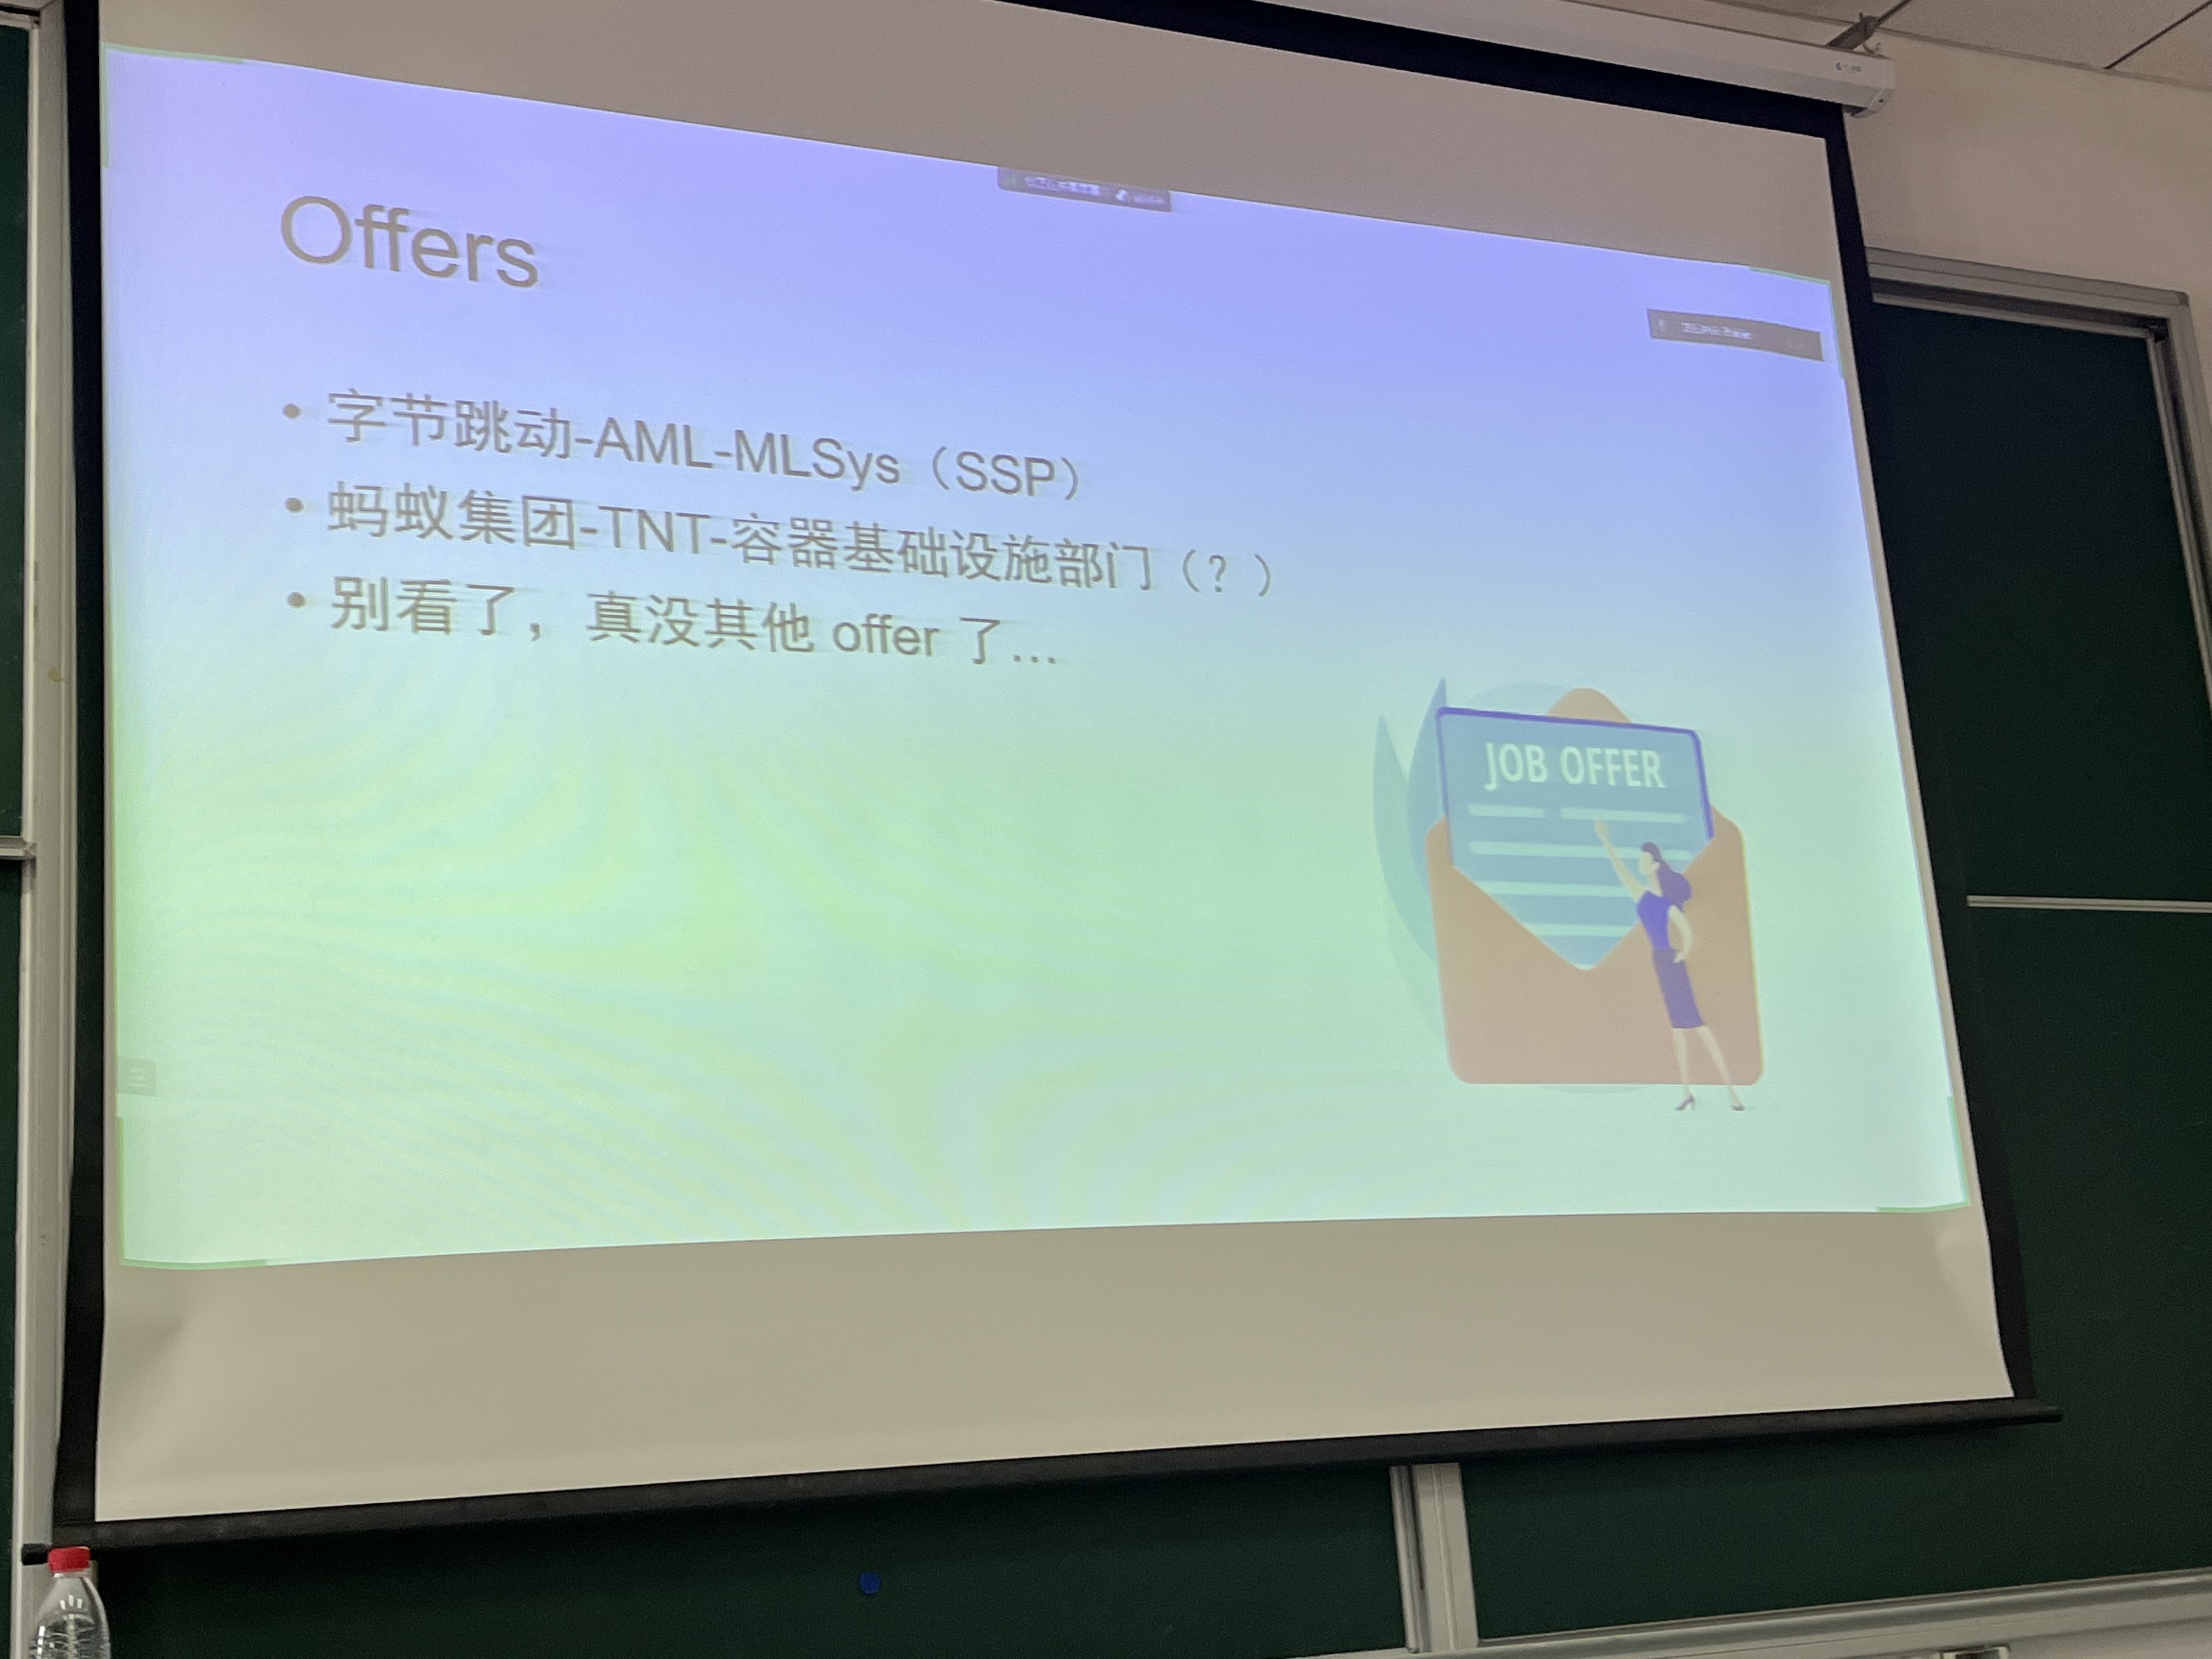 Offers
• 字节跳动-AML-MLSys（SSP）
• 蚂蚁集团-TNT-容器基础设施部门（？）
• 别看了，真没其他 offer 了...
JOB OFFER